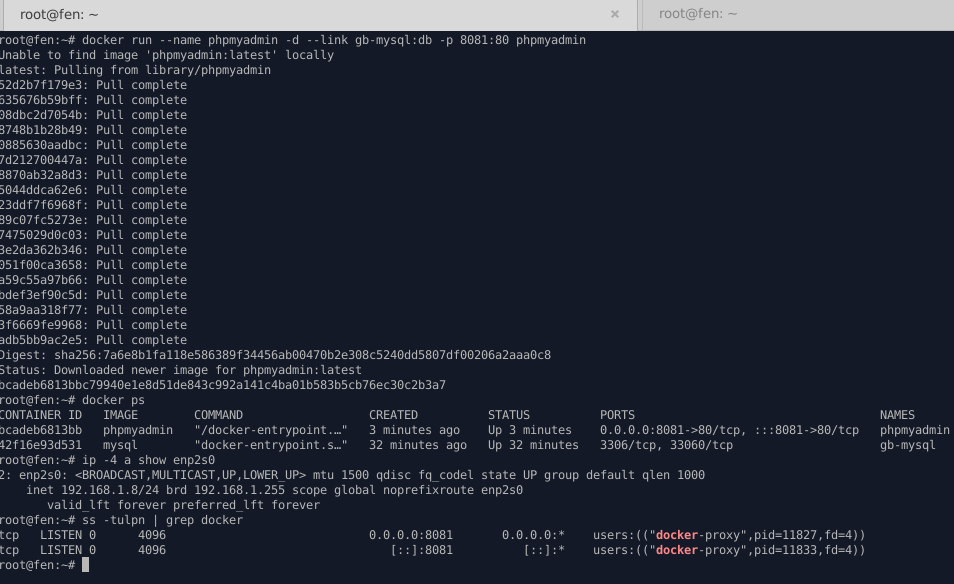 root@fen: ~ × root@fen: ~
root@fen:~# docker run --name phpmyadmin -d --link gb-mysql:db -p 8081:80 phpmyadmin
Unable to find image 'phpmyadmin:latest' locally
latest: Pulling from library/phpmyadmin
52d2b7f179e3: Pull complete
635676b59bff: Pull complete
08dbc2d7054b: Pull complete
8748b1b28b49: Pull complete
0885630aadbc: Pull complete
7d212700447a: Pull complete
8870ab32a8d3: Pull complete
5044ddca62e6: Pull complete
23ddf7f6968f: Pull complete
89c07fc5273e: Pull complete
7475029d0c03: Pull complete
3e2da362b346: Pull complete
051f00ca3658: Pull complete
a59c55a97b66: Pull complete
bdef3ef90c5d: Pull complete
58a9aa318f77: Pull complete
3f6669fe9968: Pull complete
adb5bb9ac2e5: Pull complete
Digest: sha256:7a6e8b1fa118e586389f34456ab00470b2e308c5240dd5807df00206a2aaa0c8
Status: Downloaded newer image for phpmyadmin:latest
bcadeb6813bbc79940e1e8d51de843c992a141c4ba01b583b5cb76ec30c2b3a7
root@fen:~# docker ps
CONTAINER ID   IMAGE        COMMAND                  CREATED          STATUS          PORTS                                   NAMES
bcadeb6813bb   phpmyadmin   "/docker-entrypoint.…"   3 minutes ago    Up 3 minutes    0.0.0.0:8081->80/tcp, :::8081->80/tcp   phpmyadmin
42f16e93d531   mysql        "docker-entrypoint.s…"   32 minutes ago   Up 32 minutes   3306/tcp, 33060/tcp                     gb-mysql
root@fen:~# ip -4 a show enp2s0
2: enp2s0: <BROADCAST,MULTICAST,UP,LOWER_UP> mtu 1500 qdisc fq_codel state UP group default qlen 1000
    inet 192.168.1.8/24 brd 192.168.1.255 scope global noprefixroute enp2s0
       valid_lft forever preferred_lft forever
root@fen:~# ss -tulpn | grep docker
tcp   LISTEN 0      4096                             0.0.0.0:8081       0.0.0.0:*    users:(("docker-proxy",pid=11827,fd=4))
tcp   LISTEN 0      4096                                [::]:8081          [::]:*    users:(("docker-proxy",pid=11833,fd=4))
root@fen:~#